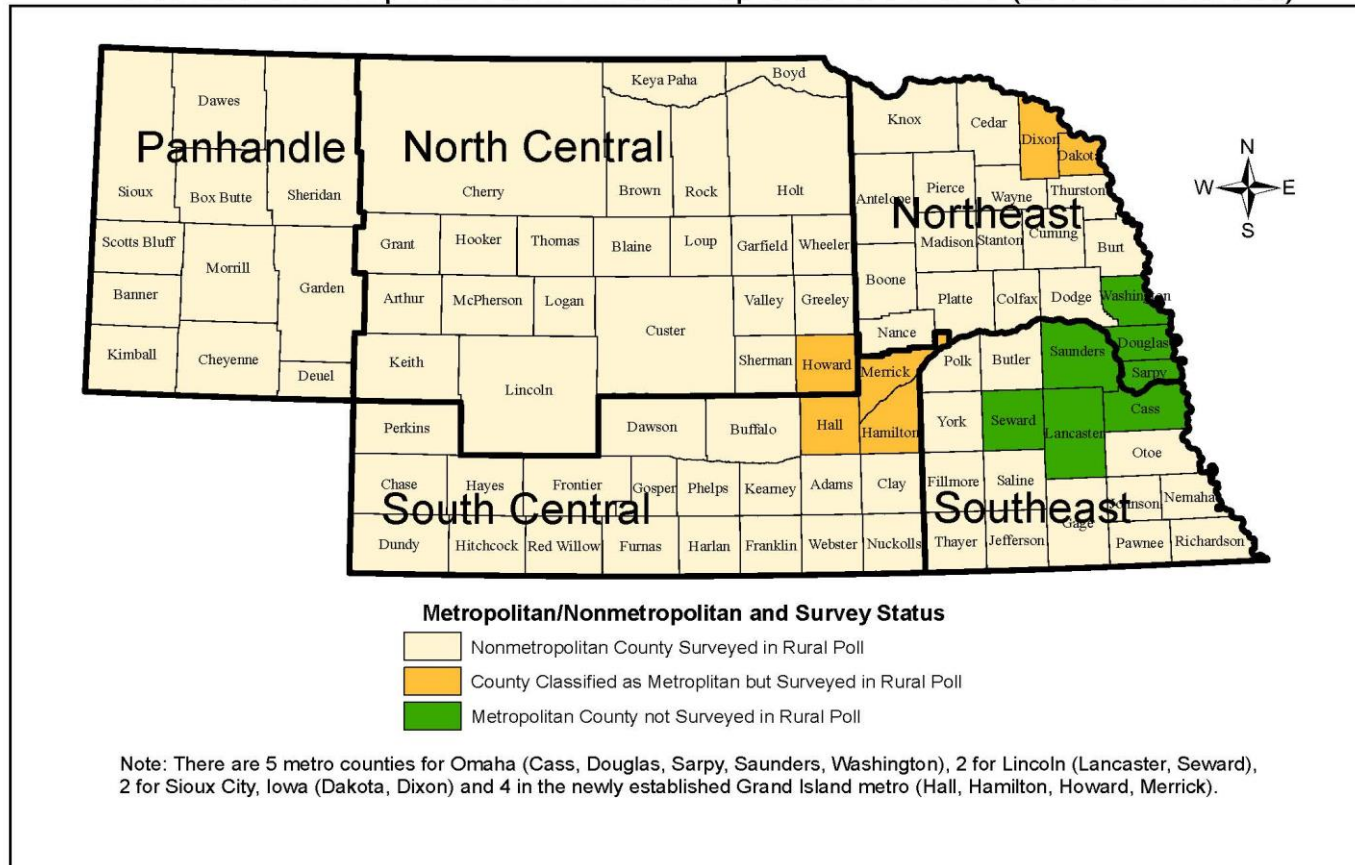 Dawes
Keya Paha
Boyd
Knox
Cedar
Dixon
Dakota
Panhandle
North Central
N
W
E
S
Sioux
Box Butte
Sheridan
Cherry
Brown
Rock
Holt
Antelope
Pierce
Wayne
Thurston
Northeast
Scotts Bluff
Morrill
Garden
Grant
Hooker
Thomas
Blaine
Loup
Garfield
Wheeler
Madison
Stanton
Cuming
Burt
Banner
Arthur
McPherson
Logan
Custer
Valley
Greeley
Boone
Platte
Colfax
Dodge
Washington
Kimball
Cheyenne
Deuel
Keith
Lincoln
Sherman
Howard
Nance
Merrick
Polk
Butler
Saunders
Douglas
Sarpy
Perkins
Dawson
Buffalo
Hall
Hamilton
York
Seward
Lancaster
Cass
Otoe
Chase
Hayes
Frontier
Gosper
Phelps
Kearney
Adams
Clay
Fillmore
Saline
Johnson
Nemaha
South Central
Southeast
Gage
Dundy
Hitchcock
Red Willow
Furnas
Harlan
Franklin
Webster
Nuckolls
Thayer
Jefferson
Pawnee
Richardson
Metropolitan/Nonmetropolitan and Survey Status
Nonmetropolitan County Surveyed in Rural Poll
County Classified as Metroplitan but Surveyed in Rural Poll
Metropolitan County not Surveyed in Rural Poll
Note: There are 5 metro counties for Omaha (Cass, Douglas, Sarpy, Saunders, Washington), 2 for Lincoln (Lancaster, Seward),
2 for Sioux City, Iowa (Dakota, Dixon) and 4 in the newly established Grand Island metro (Hall, Hamilton, Howard, Merrick).